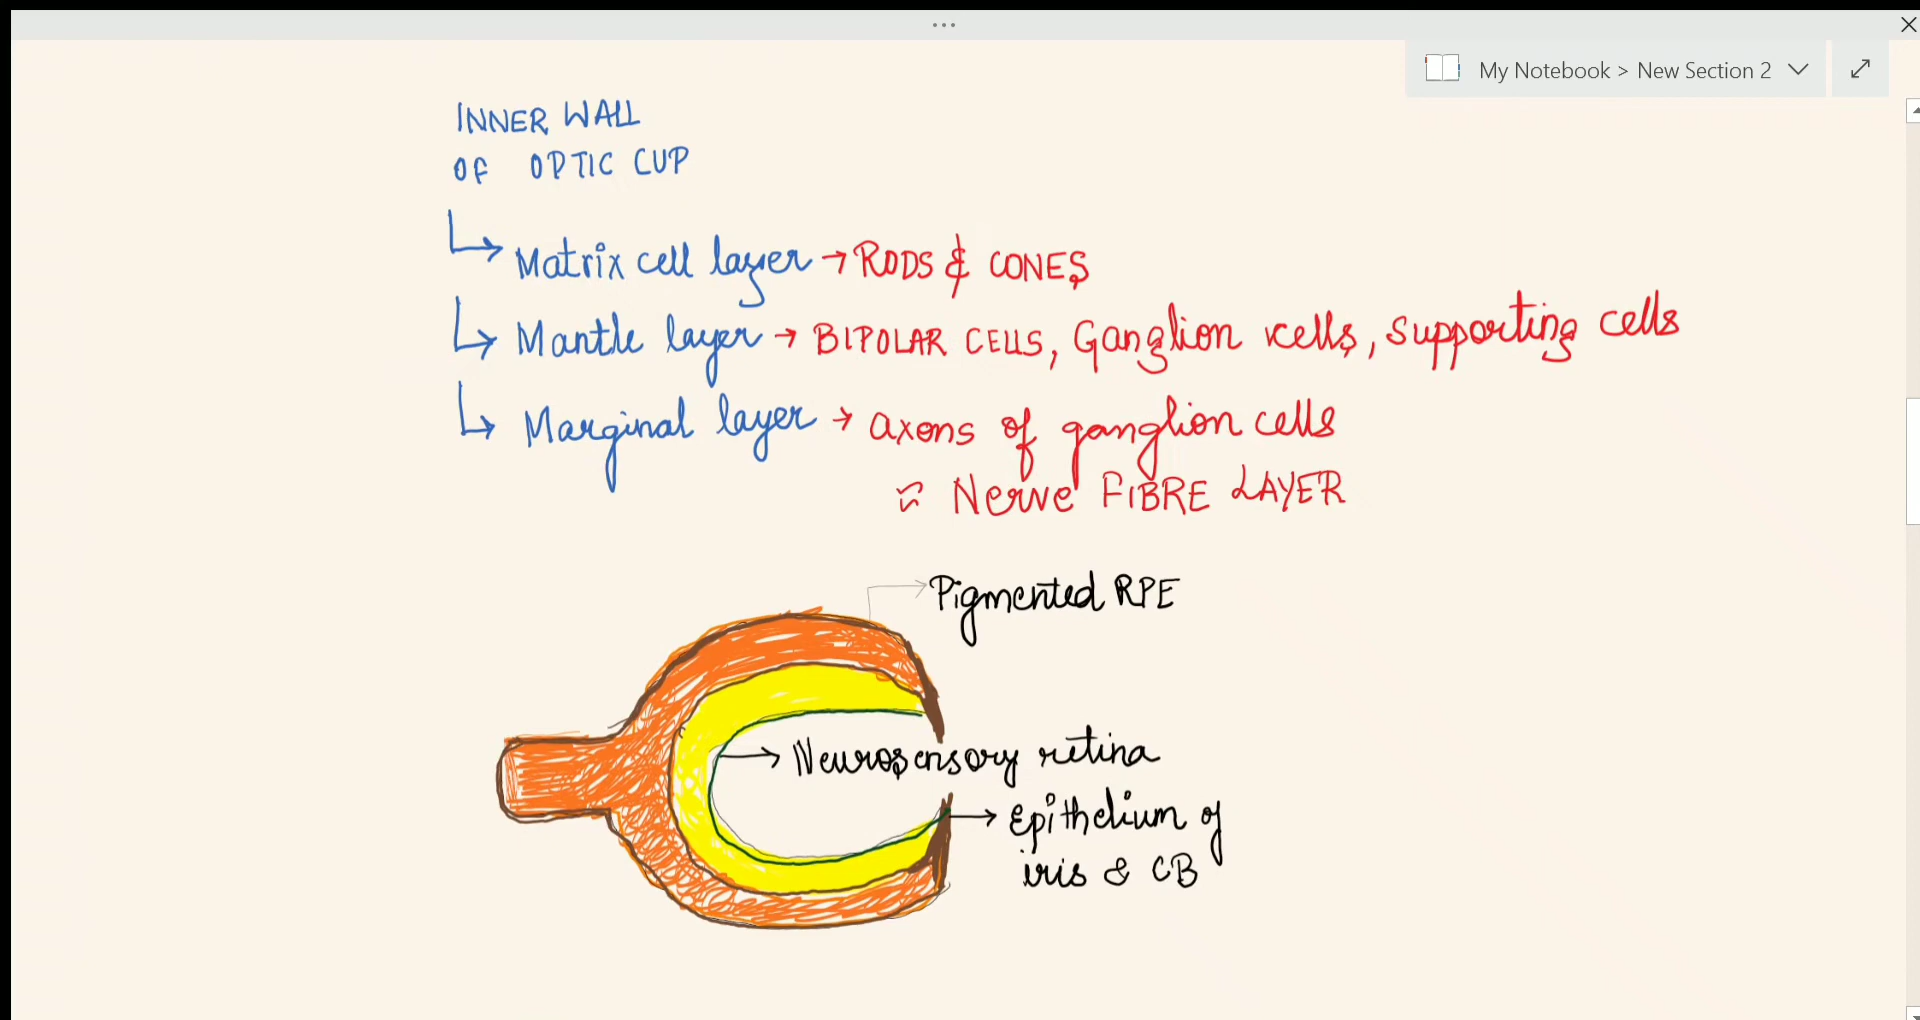 My Notebook > New Section 2
INNER WALL
OF OPTIC CUP
Matrix cell layer → RODS & CONES
Mantle layer → BIPOLAR CELLS, Ganglion cells, Supporting cells
Marginal layer → axons of ganglion cells
Nerve FIBRE LAYER
Pigmented RPE
Neurosensory retina
Epithelium of
iris & CB